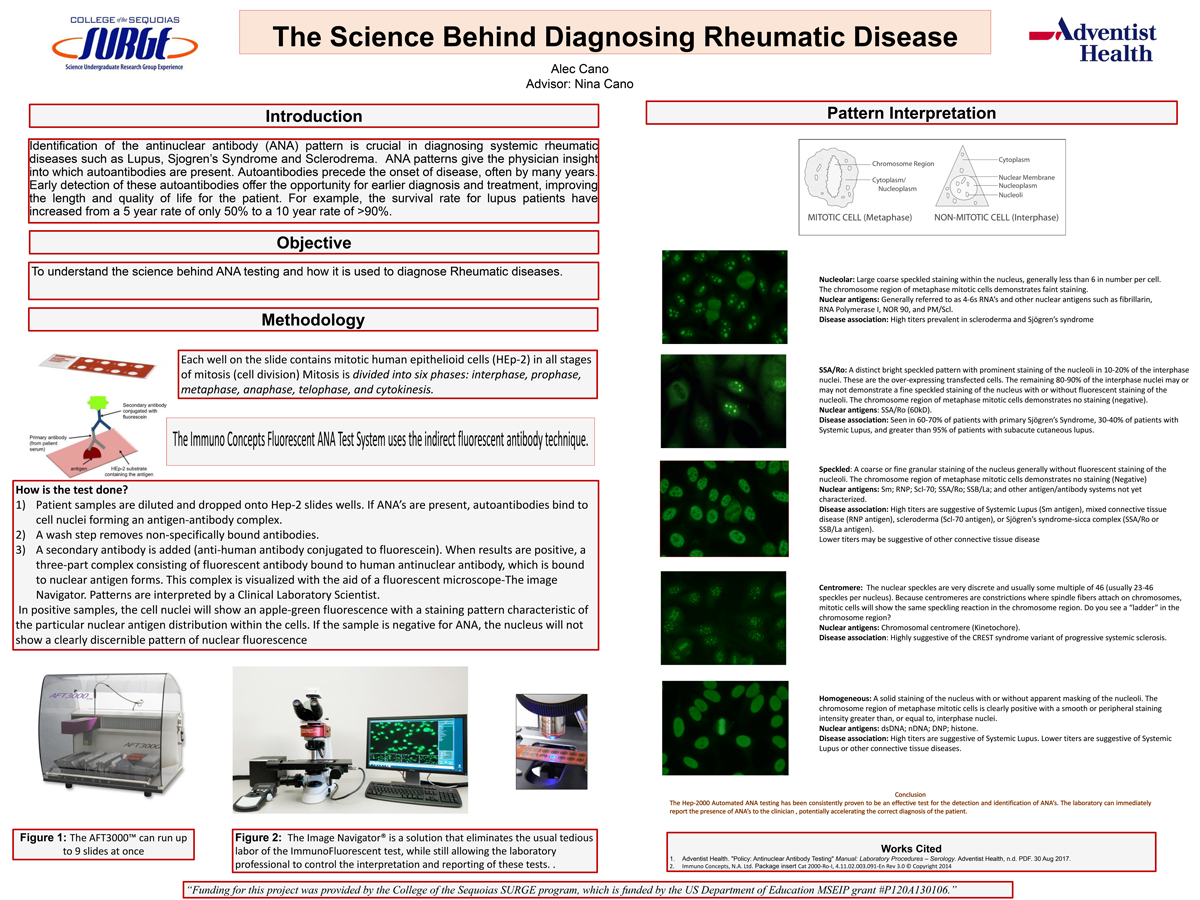 COLLEGE of the SEQUOIAS
SURGE
Science Undergraduate Research Group Experience
The Science Behind Diagnosing Rheumatic Disease
Adventist
Health
Alec Cano
Advisor: Nina Cano
Introduction
Identification of the antinuclear antibody (ANA) pattern is crucial in diagnosing systemic rheumatic
diseases such as Lupus, Sjogren's Syndrome and Sclerodrema. ANA patterns give the physician insight
into which autoantibodies are present. Autoantibodies precede the onset of disease, often by many years.
Early detection of these autoantibodies offer the opportunity for earlier diagnosis and treatment, improving
the length and quality of life for the patient. For example, the survival rate for lupus patients have
increased from a 5 year rate of only 50% to a 10 year rate of >90%.
Objective
To understand the science behind ANA testing and how it is used to diagnose Rheumatic diseases.
Methodology
Each well on the slide contains mitotic human epithelioid cells (HEp-2) in all stages
of mitosis (cell division) Mitosis is divided into six phases: interphase, prophase,
metaphase, anaphase, telophase, and cytokinesis.
Secondary antibody
conjugated with
fluorescein
Primary antibody
(from patient
serum)
antigen
HEp-2 substrate
containing the antigen
The Immuno Concepts Fluorescent ANA Test System uses the indirect fluorescent antibody technique.
How is the test done?
1) Patient samples are diluted and dropped onto Hep-2 slides wells. If ANA's are present, autoantibodies bind to
cell nuclei forming an antigen-antibody complex.
2) A wash step removes non-specifically bound antibodies.
3) A secondary antibody is added (anti-human antibody conjugated to fluorescein). When results are positive, a
three-part complex consisting of fluorescent antibody bound to human antinuclear antibody, which is bound
to nuclear antigen forms. This complex is visualized with the aid of a fluorescent microscope-The image
Navigator. Patterns are interpreted by a Clinical Laboratory Scientist.
In positive samples, the cell nuclei will show an apple-green fluorescence with a staining pattern characteristic of
the particular nuclear antigen distribution within the cells. If the sample is negative for ANA, the nucleus will not
show a clearly discernible pattern of nuclear fluorescence
AFT3000
AFT3000
Figure 1: The AFT3000™ can run up
to 9 slides at once
Figure 2: The Image Navigator® is a solution that eliminates the usual tedious
labor of the ImmunoFluorescent test, while still allowing the laboratory
professional to control the interpretation and reporting of these tests. .
Pattern Interpretation
Chromosome Region
Cytoplasm/
Nucleoplasm
MITOTIC CELL (Metaphase)
Cytoplasm
Nuclear Membrane
Nucleoplasm
Nucleoli
NON-MITOTIC CELL (Interphase)
Nucleolar: Large coarse speckled staining within the nucleus, generally less than 6 in number per cell.
The chromosome region of metaphase mitotic cells demonstrates faint staining.
Nuclear antigens: Generally referred to as 4-6s RNA's and other nuclear antigens such as fibrillarin,
RNA Polymerase I, NOR 90, and PM/Scl.
Disease association: High titers prevalent in scleroderma and Sjögren's syndrome
SSA/Ro: A distinct bright speckled pattern with prominent staining of the nucleoli in 10-20% of the interphase
nuclei. These are the over-expressing transfected cells. The remaining 80-90% of the interphase nuclei may or
may not demonstrate a fine speckled staining of the nucleus with or without fluorescent staining of the
nucleoli. The chromosome region of metaphase mitotic cells demonstrates no staining (negative).
Nuclear antigens: SSA/Ro (60kD).
Disease association: Seen in 60-70% of patients with primary Sjögren's Syndrome, 30-40% of patients with
Systemic Lupus, and greater than 95% of patients with subacute cutaneous lupus.
Speckled: A coarse or fine granular staining of the nucleus generally without fluorescent staining of the
nucleoli. The chromosome region of metaphase mitotic cells demonstrates no staining (Negative)
Nuclear antigens: Sm; RNP; Scl-70; SSA/Ro; SSB/La; and other antigen/antibody systems not yet
characterized.
Disease association: High titers are suggestive of Systemic Lupus (Sm antigen), mixed connective tissue
disease (RNP antigen), scleroderma (Scl-70 antigen), or Sjögren's syndrome-sicca complex (SSA/Ro or
SSB/La antigen).
Lower titers may be suggestive of other connective tissue disease
Centromere: The nuclear speckles are very discrete and usually some multiple of 46 (usually 23-46
speckles per nucleus). Because centromeres are constrictions where spindle fibers attach on chromosomes,
mitotic cells will show the same speckling reaction in the chromosome region. Do you see a "ladder" in the
chromosome region?
Nuclear antigens: Chromosomal centromere (Kinetochore).
Disease association: Highly suggestive of the CREST syndrome variant of progressive systemic sclerosis.
Homogeneous: A solid staining of the nucleus with or without apparent masking of the nucleoli. The
chromosome region of metaphase mitotic cells is clearly positive with a smooth or peripheral staining
intensity greater than, or equal to, interphase nuclei.
Nuclear antigens: dsDNA; nDNA; DNP; histone.
Disease association: High titers are suggestive of Systemic Lupus. Lower titers are suggestive of Systemic
Lupus or other connective tissue diseases.
Conclusion
The Hep-2000 Automated ANA testing has been consistently proven to be an effective test for the detection and identification of ANA's. The laboratory can immediately
report the presence of ANA's to the clinician , potentially accelerating the correct diagnosis of the patient.
Works Cited
1. Adventist Health. "Policy: Antinuclear Antibody Testing" Manual: Laboratory Procedures – Serology. Adventist Health, n.d. PDF. 30 Aug 2017.
2. Immuno Concepts, N.A. Ltd. Package insert Cat 2000-Ro-I, 4.11.02.003.091-En Rev 3.0 © Copyright 2014
"Funding for this project was provided by the College of the Sequoias SURGE program, which is funded by the US Department of Education MSEIP grant #P120A130106."